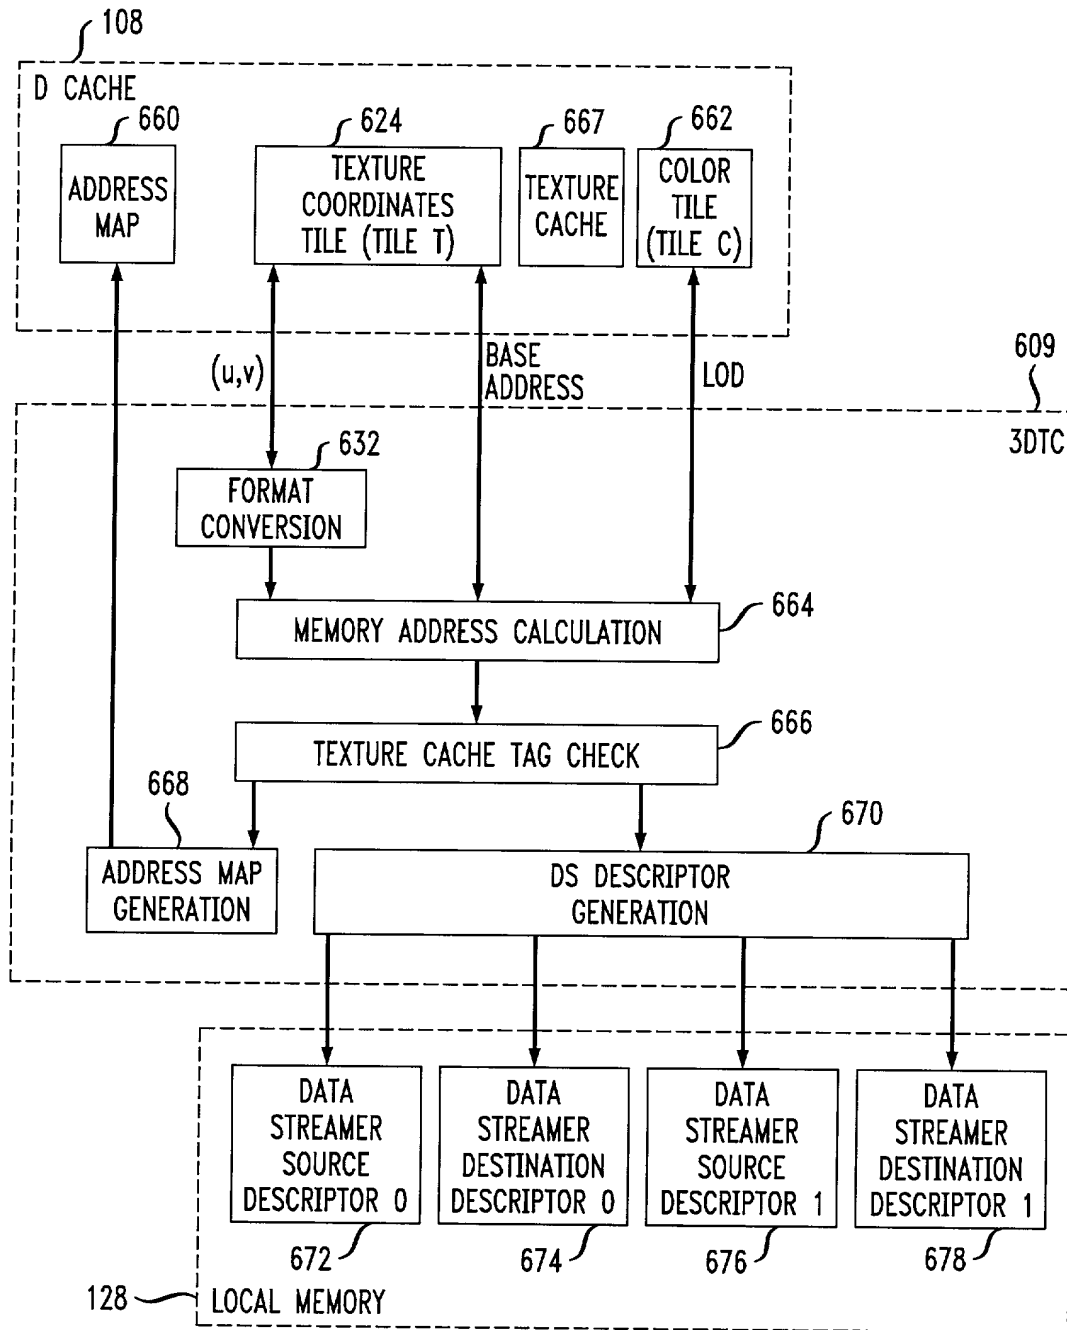 108
D CACHE
660
624
667
662
ADDRESS
MAP
TEXTURE
COORDINATES
TILE (TILE T)
TEXTURE
CACHE
COLOR
TILE
(TILE C)
(u,v)
BASE
ADDRESS
LOD
609
3DTC
632
FORMAT
CONVERSION
MEMORY ADDRESS CALCULATION
664
TEXTURE CACHE TAG CHECK
666
668
ADDRESS MAP
GENERATION
670
DS DESCRIPTOR
GENERATION
DATA
STREAMER
SOURCE
DESCRIPTOR 0
DATA
STREAMER
DESTINATION
DESCRIPTOR 0
DATA
STREAMER
SOURCE
DESCRIPTOR 1
DATA
STREAMER
DESTINATION
DESCRIPTOR 1
672
674
676
678
128
LOCAL MEMORY